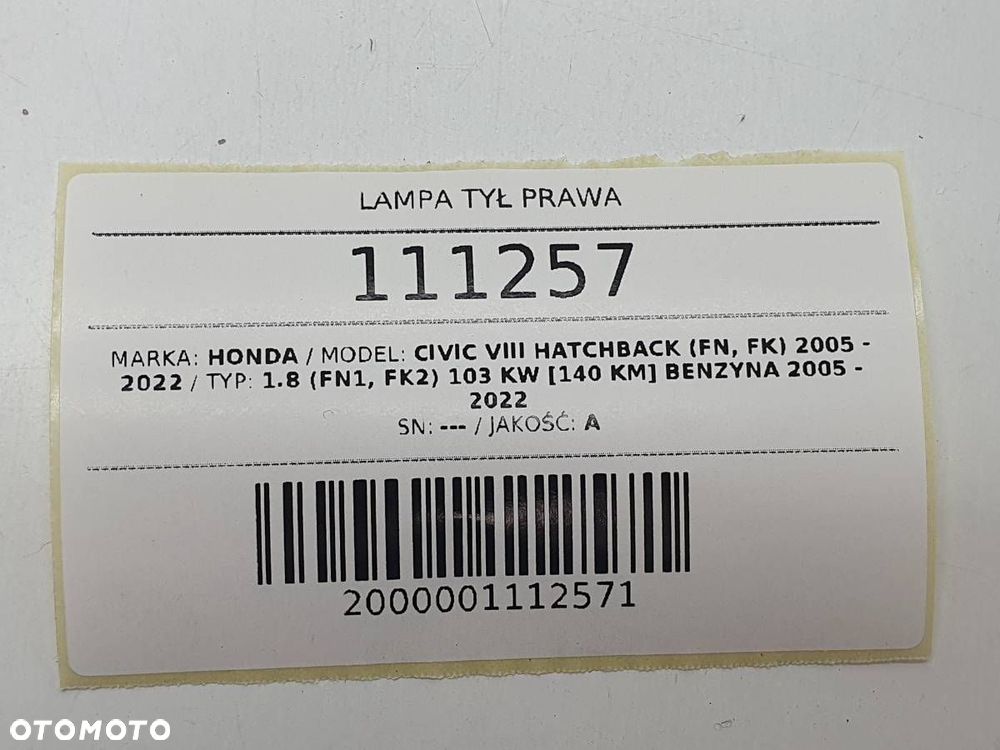 LAMPA TYŁ PRAWA
111257
MARKA: HONDA / MODEL: CIVIC VIII HATCHBACK (FN, FK) 2005 -
2022 / TYP: 1.8 (FN1, FK2) 103 KW [140 KM] BENZYNA 2005 -
2022
SN: --- / JAKOŚĆ: A
2000001112571
OTOMOTO